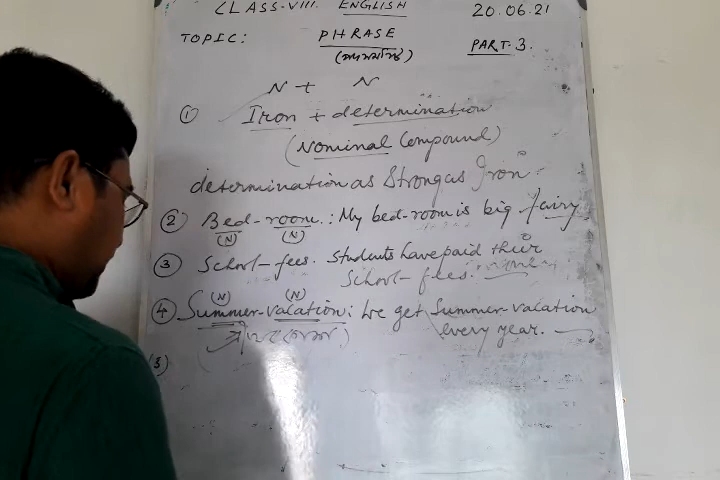 CLASS-VIII. ENGLISH 20.06.21
TOPIC: PHRASE PART-3.
N + N
① Iron + determination
(Nominal Compound)
determination as Strong as Iron
② Bed-room.: My bed-room is big, fairy
(N) (N)
③ School-fees. Students have paid their
School-fees.
(N) (N)
④ Summer-vacation: We get Summer-vacation
every year.